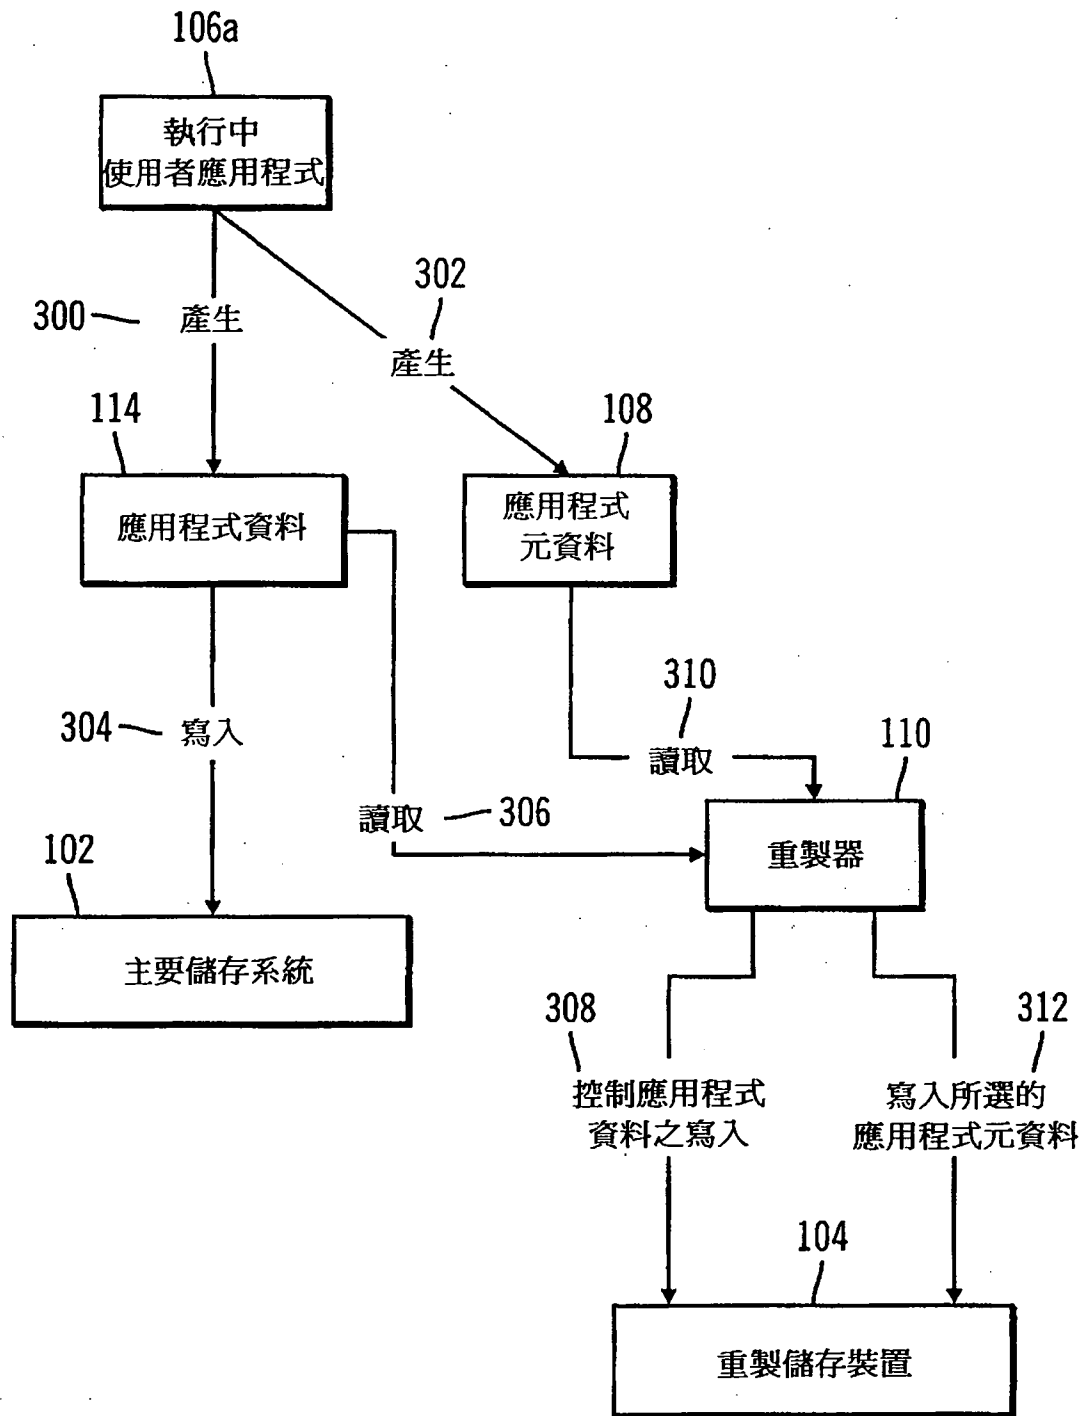 106a
執行中
使用者應用程式
302
300
產生
產生
114
108
應用程式資料
應用程式
元資料
310
304
寫入
讀取
110
讀取
306
重製器
102
主要儲存系統
308
312
控制應用程式
資料之寫入
寫入所選的
應用程式元資料
104
重製儲存裝置